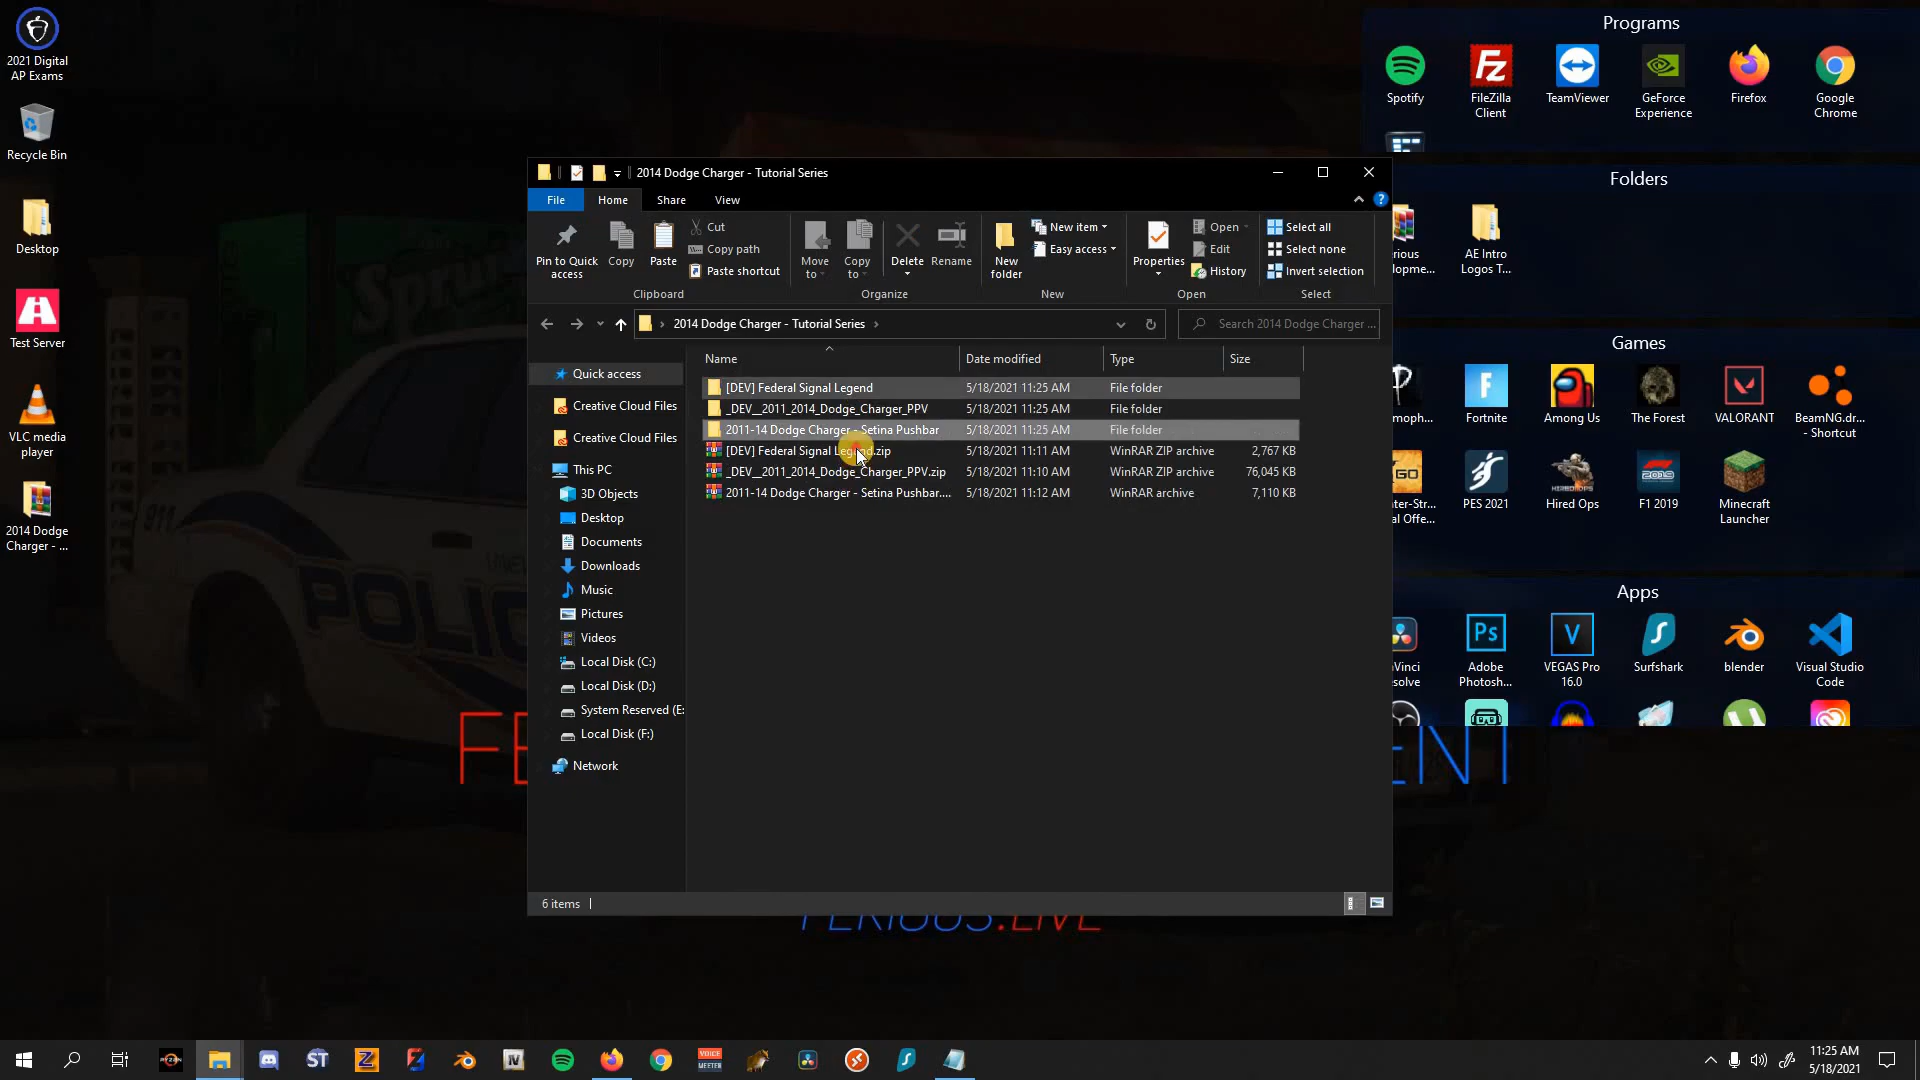 2021 Digital
AP Exams
Recycle Bin
Desktop
Test Server
VLC media
player
2014 Dodge
Charger - ...
Programs
Spotify
FileZilla
Client
TeamViewer
GeForce
Experience
Firefox
Google
Chrome
Folders
AE Intro
Logos T...
Games
Fortnite
Among Us
The Forest
VALORANT
BeamNG.dr...
- Shortcut
PES 2021
Hired Ops
F1 2019
Minecraft
Launcher
Apps
Adobe
Photosh...
VEGAS Pro
16.0
Surfshark
blender
Visual Studio
Code
2014 Dodge Charger - Tutorial Series
File Home Share View
Pin to Quick
access
Copy
Paste
Cut
Copy path
Paste shortcut
Clipboard
Move
to
Copy
to
Delete
Rename
Organize
New
folder
New item
Easy access
New
Properties
Open
Edit
History
Open
Select all
Select none
Invert selection
Select
2014 Dodge Charger - Tutorial Series
Search 2014 Dodge Charger ...
Name Date modified Type Size
[DEV] Federal Signal Legend 5/18/2021 11:25 AM File folder
_DEV__2011_2014_Dodge_Charger_PPV 5/18/2021 11:25 AM File folder
2011-14 Dodge Charger - Setina Pushbar 5/18/2021 11:25 AM File folder
[DEV] Federal Signal Legend.zip 5/18/2021 11:11 AM WinRAR ZIP archive 2,767 KB
_DEV__2011_2014_Dodge_Charger_PPV.zip 5/18/2021 11:10 AM WinRAR ZIP archive 76,045 KB
2011-14 Dodge Charger - Setina Pushbar.... 5/18/2021 11:12 AM WinRAR archive 7,110 KB
Quick access
Creative Cloud Files
Creative Cloud Files
This PC
3D Objects
Desktop
Documents
Downloads
Music
Pictures
Videos
Local Disk (C:)
Local Disk (D:)
System Reserved (E:
Local Disk (F:)
Network
6 items
11:25 AM
5/18/2021